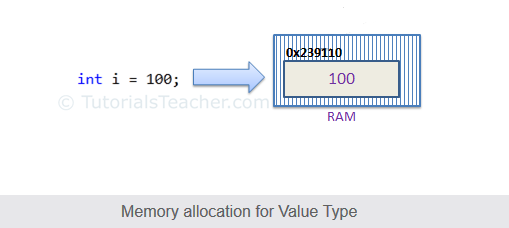 0x239110
int i = 100;
100
© TutorialsTeacher.com
RAM
Memory allocation for Value Type